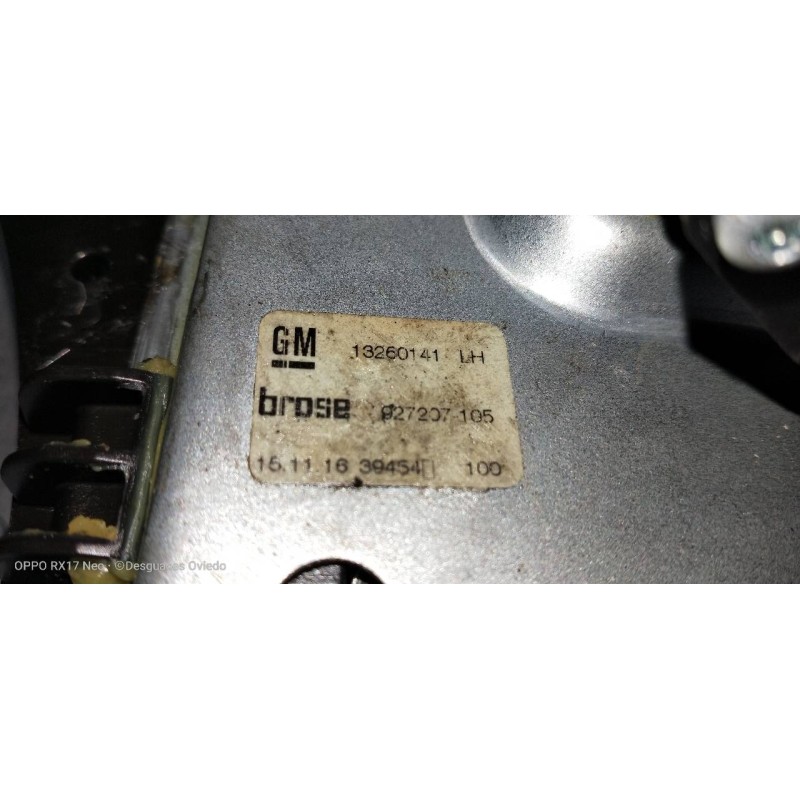 GM 13260141 LH
brose 927207 105
15.11.16 39454 100
OPPO RX17 Neo • ©Desguaces Oviedo